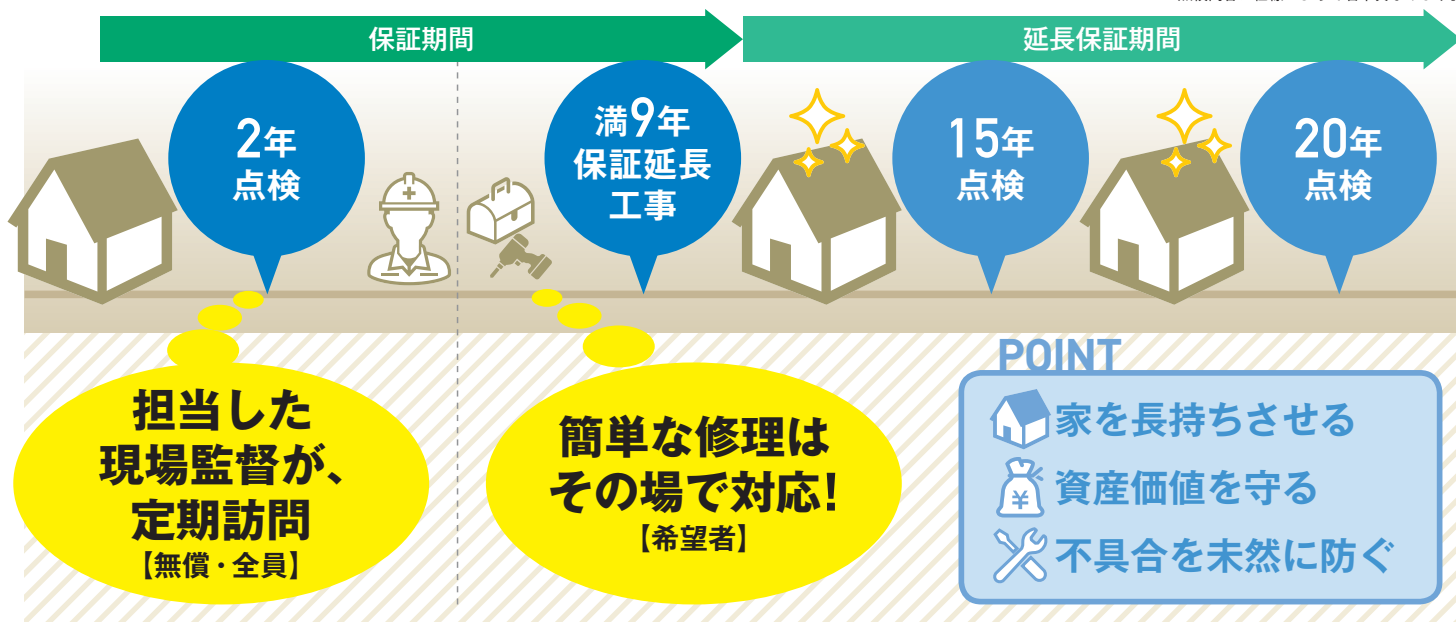 保証期間
延長保証期間
2年
点検
満9年
保証延長
工事
15年
点検
20年
点検
担当した
現場監督が、
定期訪問
【無償・全員】
簡単な修理は
その場で対応!
【希望者】
POINT
家を長持ちさせる
¥
資産価値を守る
不具合を未然に防ぐ